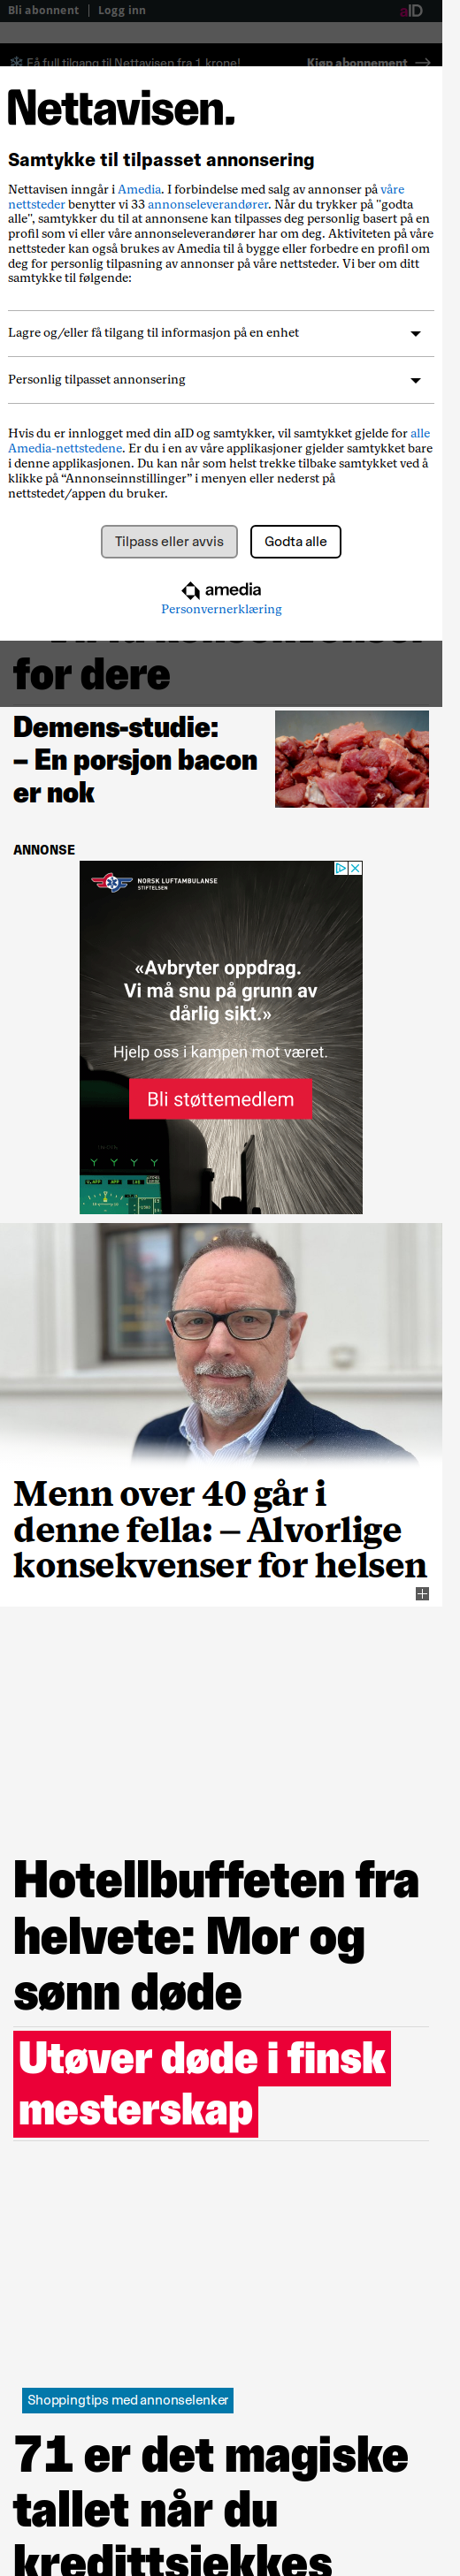 Bli abonnent | Logg inn
aID
Få full tilgang til Nettavisen fra 1 krone!
Kjøp abonnement →
Nettavisen.
Samtykke til tilpasset annonsering
Nettavisen inngår i Amedia. I forbindelse med salg av annonser på våre
nettsteder benytter vi 33 annonseleverandører. Når du trykker på "godta
alle", samtykker du til at annonsene kan tilpasses deg personlig basert på en
profil som vi eller våre annonseleverandører har om deg. Aktiviteten på våre
nettsteder kan også brukes av Amedia til å bygge eller forbedre en profil om
deg for personlig tilpasning av annonser på våre nettsteder. Vi ber om ditt
samtykke til følgende:
Lagre og/eller få tilgang til informasjon på en enhet
Personlig tilpasset annonsering
Hvis du er innlogget med din aID og samtykker, vil samtykket gjelde for alle
Amedia-nettstedene. Er du i en av våre applikasjoner gjelder samtykket bare
i denne applikasjonen. Du kan når som helst trekke tilbake samtykket ved å
klikke på “Annonseinnstillinger” i menyen eller nederst på
nettstedet/appen du bruker.
Tilpass eller avvis
Godta alle
amedia
Personvernerklæring
for dere
Demens-studie:
– En porsjon bacon
er nok
ANNONSE
NORSK LUFTAMBULANSE
STIFTELSEN
«Avbryter oppdrag.
Vi må snu på grunn av
dårlig sikt.»
Hjelp oss i kampen mot været.
Bli støttemedlem
Menn over 40 går i
denne fella: – Alvorlige
konsekvenser for helsen
Hotellbuffeten fra
helvete: Mor og
sønn døde
Utøver døde i finsk
mesterskap
Shoppingtips med annonselenker
71 er det magiske
tallet når du
kredittsjekkes